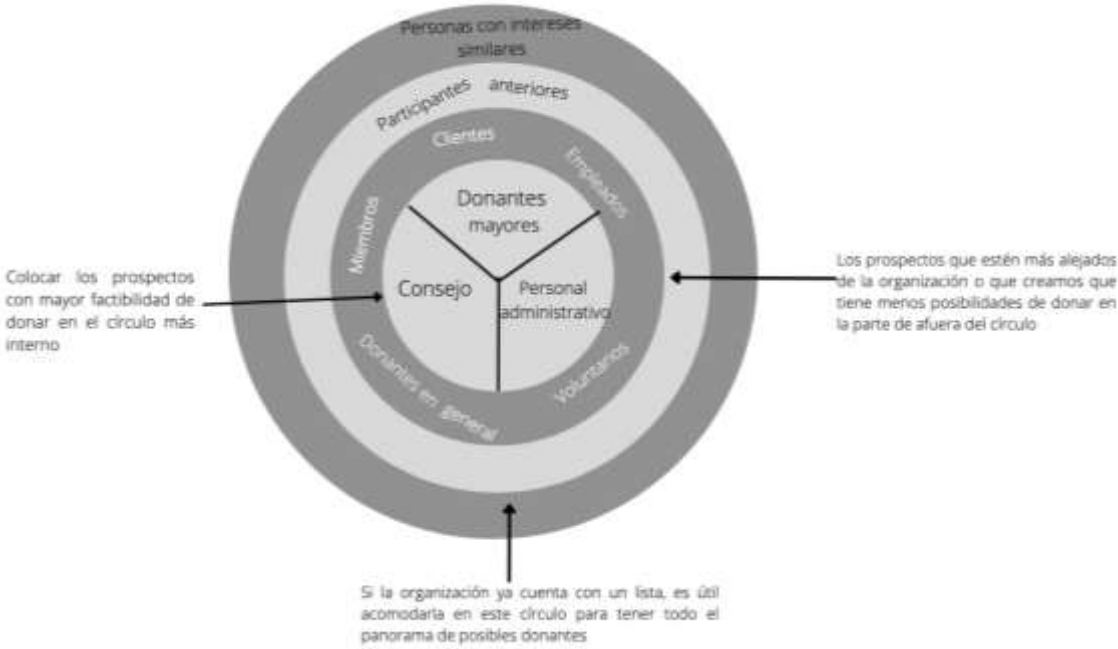 Personas con intereses
similares
Participantes anteriores
Clientes
Empleados
Miembros
Donantes
mayores
Consejo
Personal
administrativo
Donantes en general
Voluntarios
Colocar los prospectos
con mayor factibilidad de
donar en el círculo más
interno
Los prospectos que estén más alejados
de la organización o que creamos que
tiene menos posibilidades de donar en
la parte de afuera del círculo
Si la organización ya cuenta con un lista, es útil
acomodarla en este círculo para tener todo el
panorama de posibles donantes